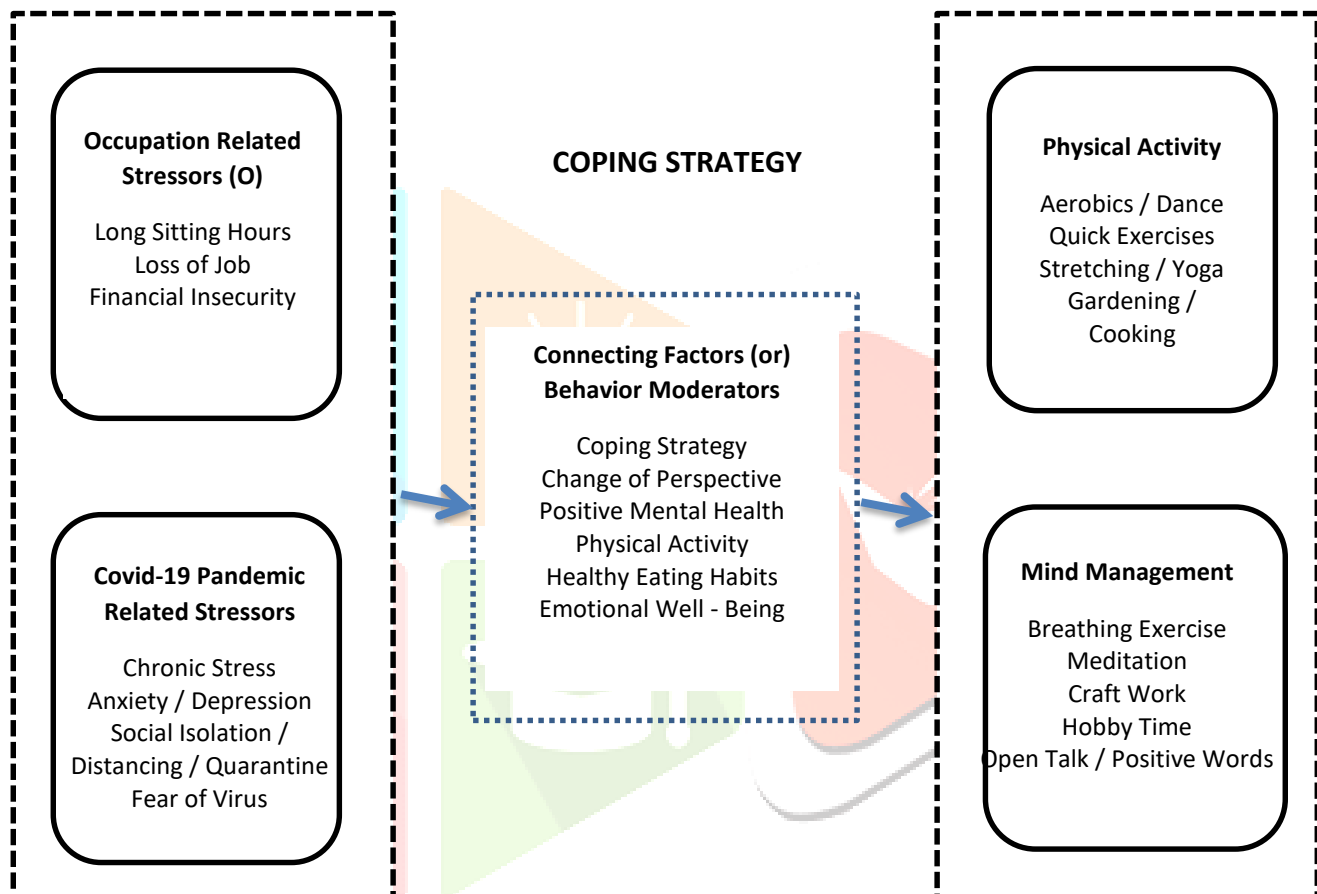 Occupation Related
Stressors (O)
Long Sitting Hours
Loss of Job
Financial Insecurity
Covid-19 Pandemic
Related Stressors
Chronic Stress
Anxiety / Depression
Social Isolation /
Distancing / Quarantine
Fear of Virus
COPING STRATEGY
Connecting Factors (or)
Behavior Moderators
Coping Strategy
Change of Perspective
Positive Mental Health
Physical Activity
Healthy Eating Habits
Emotional Well - Being
Physical Activity
Aerobics / Dance
Quick Exercises
Stretching / Yoga
Gardening /
Cooking
Mind Management
Breathing Exercise
Meditation
Craft Work
Hobby Time
Open Talk / Positive Words